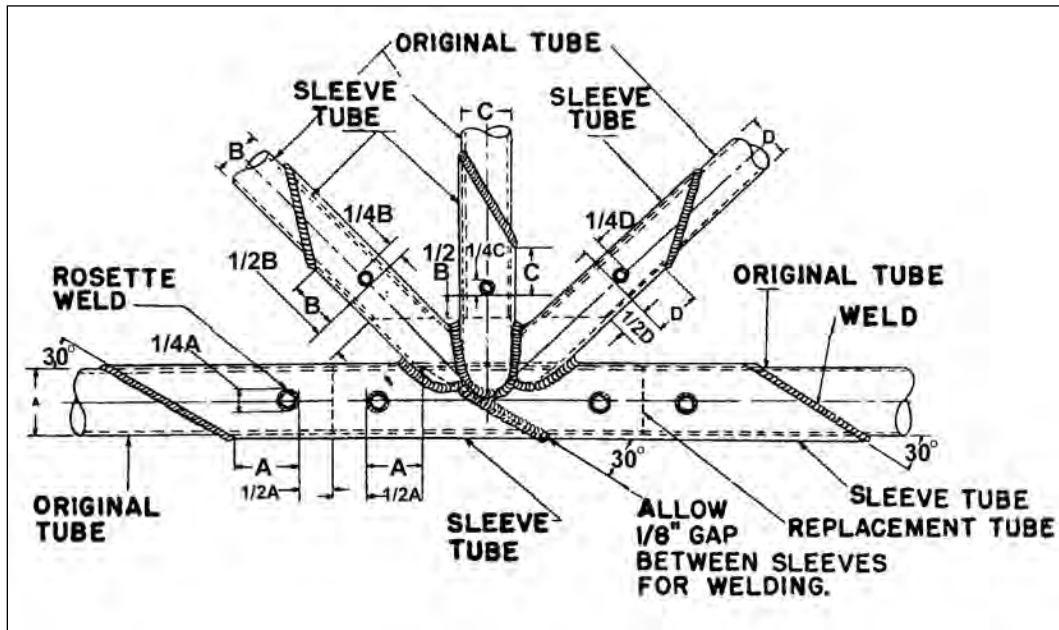 ORIGINAL TUBE
SLEEVE
TUBE
C
SLEEVE
TUBE
B
D
1/4B
1/2
B
1/4C
C
1/4D
1/2B
B
ROSETTE
WELD
ORIGINAL TUBE
WELD
D
1/2D
30°
1/4A
A
A
1/2A
A
1/2A
30°
30°
ORIGINAL
TUBE
SLEEVE
TUBE
ALLOW
1/8" GAP
BETWEEN SLEEVES
FOR WELDING.
SLEEVE TUBE
REPLACEMENT TUBE